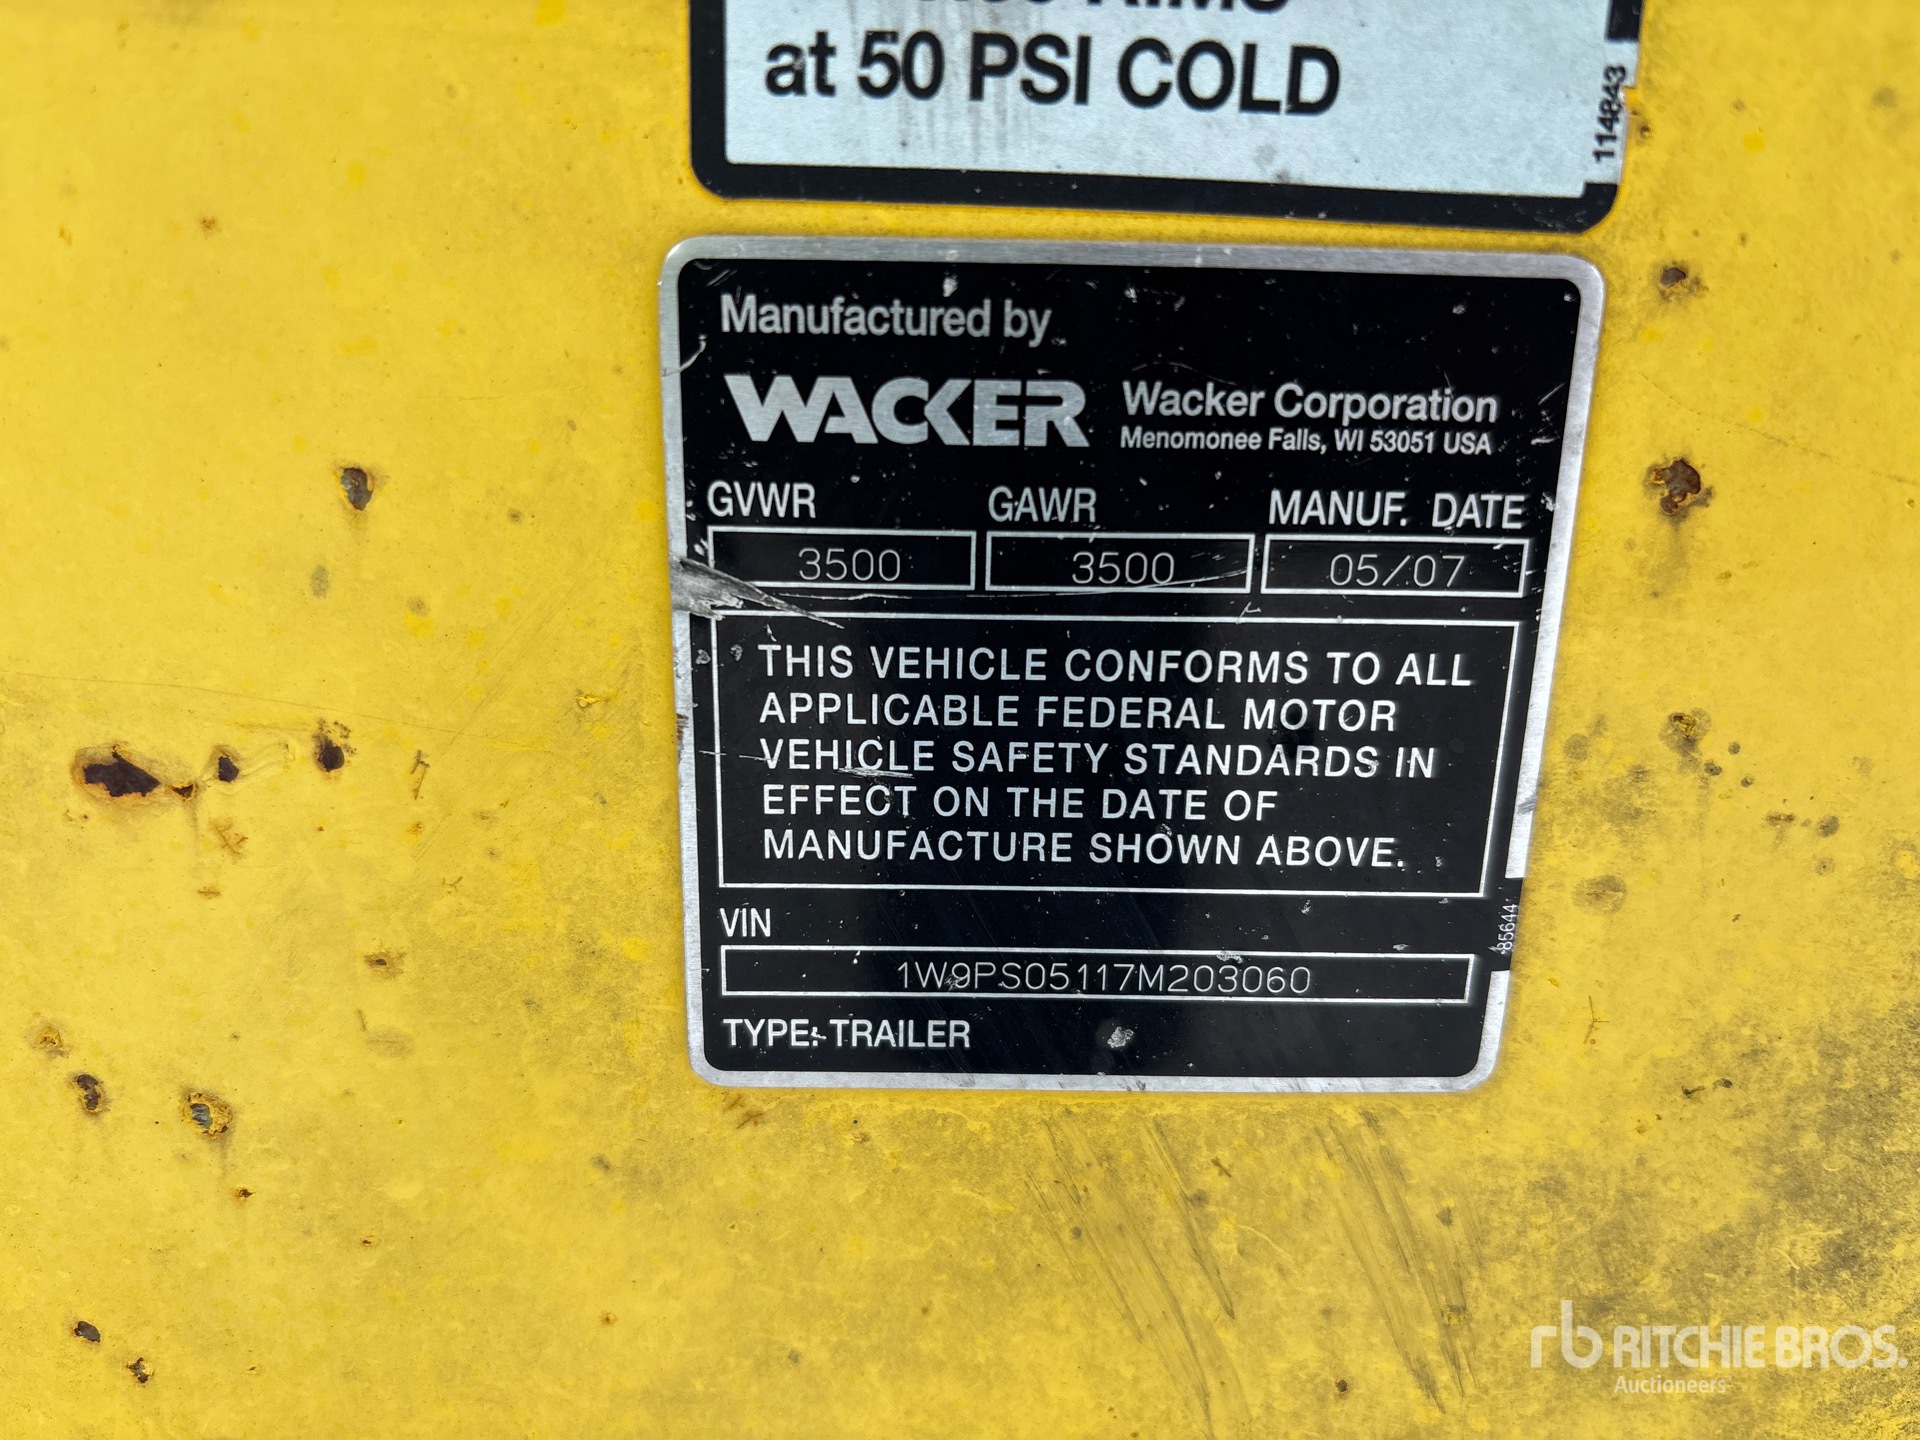 at 50 PSI COLD
114843
Manufactured by
WACKER Wacker Corporation
Menomonee Falls, WI 53051 USA
GVWR GAWR MANUF. DATE
3500 3500 05/07
THIS VEHICLE CONFORMS TO ALL
APPLICABLE FEDERAL MOTOR
VEHICLE SAFETY STANDARDS IN
EFFECT ON THE DATE OF
MANUFACTURE SHOWN ABOVE.
85644
VIN
1W9PS05117M203060
TYPE: TRAILER
rb RITCHIE BROS.
Auctioneers